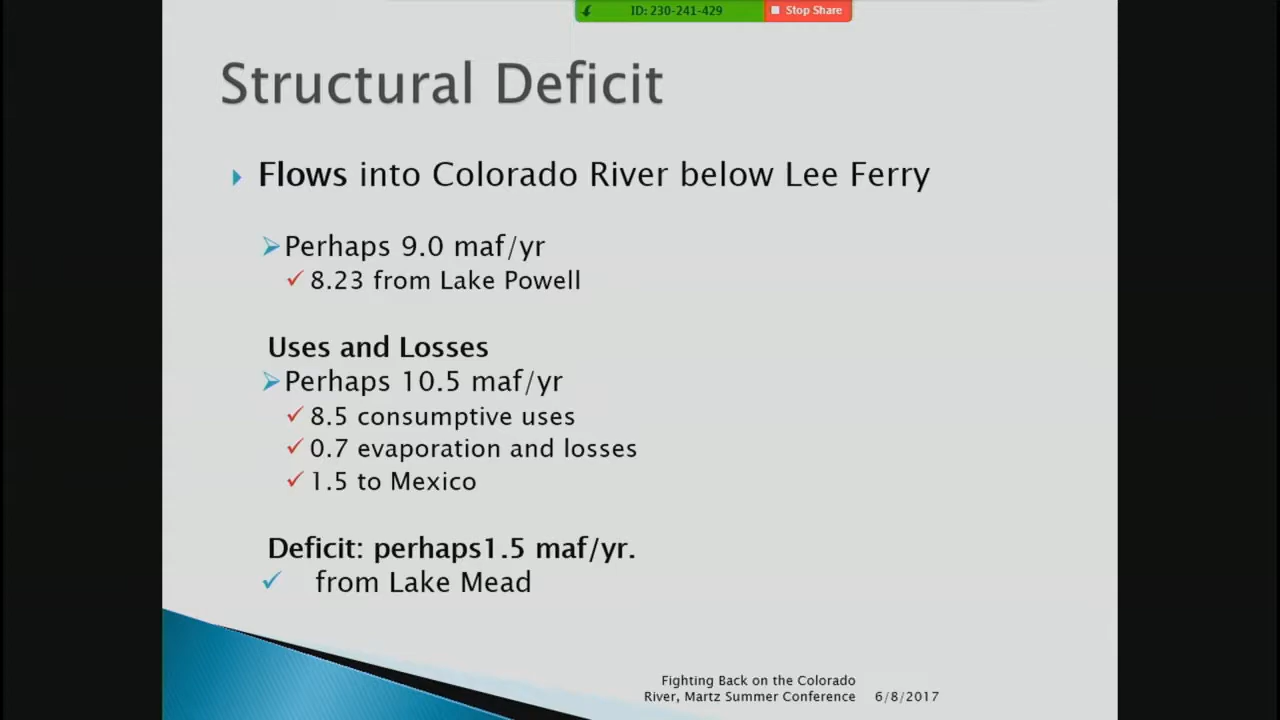 ID: 230-241-429
Stop Share
Structural Deficit
Flows into Colorado River below Lee Ferry
Perhaps 9.0 maf/yr
8.23 from Lake Powell
Uses and Losses
Perhaps 10.5 maf/yr
8.5 consumptive uses
0.7 evaporation and losses
1.5 to Mexico
Deficit: perhaps1.5 maf/yr.
from Lake Mead
Fighting Back on the Colorado
River, Martz Summer Conference 6/8/2017